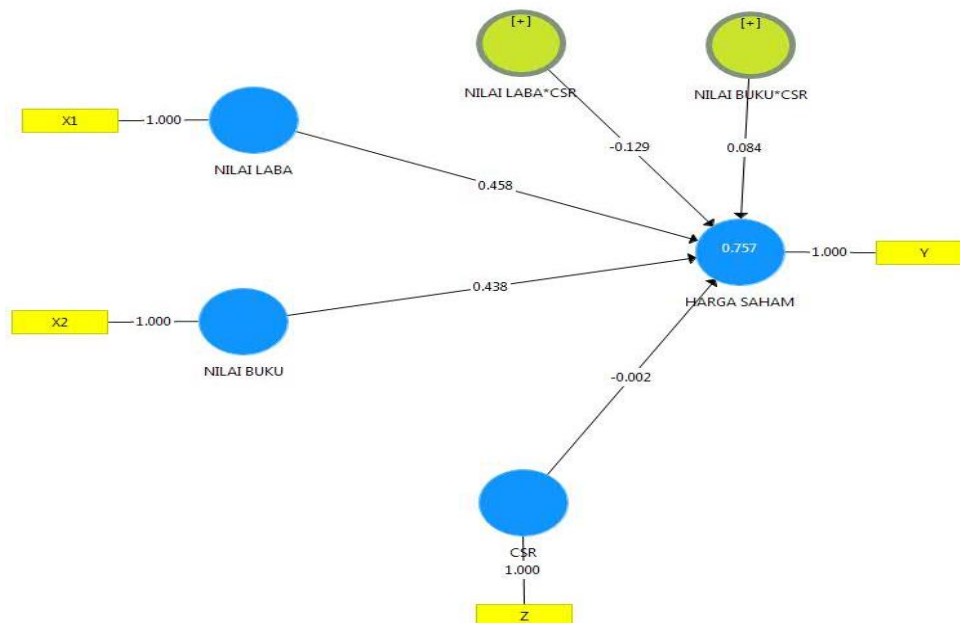 [+]
[+]
NILAI LABA*CSR
NILAI BUKU*CSR
X1
1.000
NILAI LABA
-0.129
0.084
0.458
0.757
1.000
Y
HARGA SAHAM
0.438
X2
1.000
NILAI BUKU
-0.002
CSR
1.000
Z